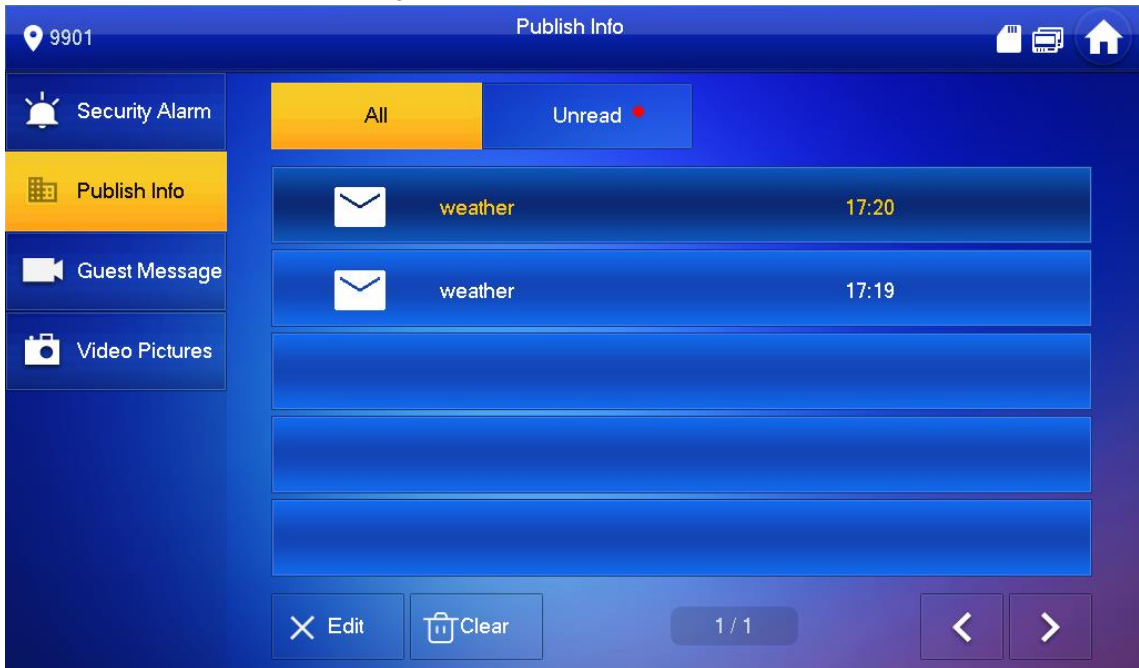 9901
Publish Info
Security Alarm
Publish Info
Guest Message
Video Pictures
All
Unread
weather 17:20
weather 17:19
Edit
Clear
1 / 1